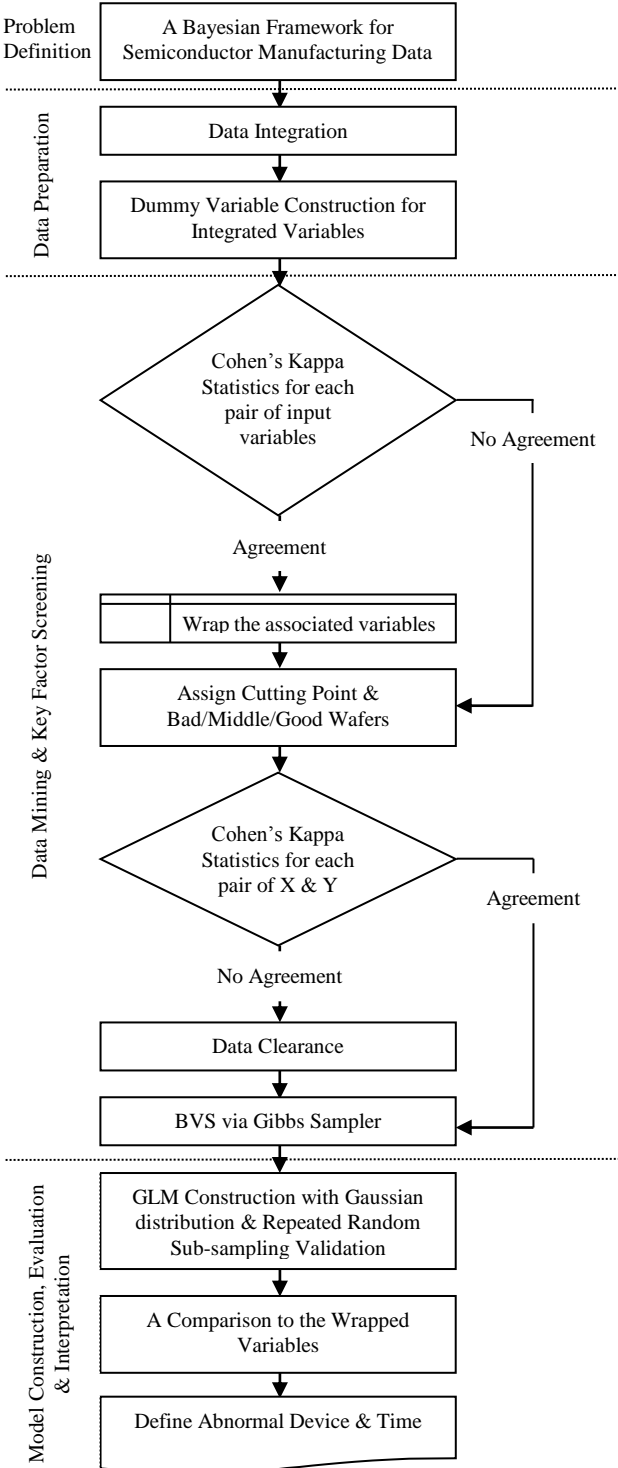 Problem
Definition
A Bayesian Framework for
Semiconductor Manufacturing Data
Data Preparation
Data Integration
Dummy Variable Construction for
Integrated Variables
Data Mining & Key Factor Screening
Cohen's Kappa
Statistics for each
pair of input
variables
No Agreement
Agreement
Wrap the associated variables
Assign Cutting Point &
Bad/Middle/Good Wafers
Cohen's Kappa
Statistics for each
pair of X & Y
Agreement
No Agreement
Data Clearance
BVS via Gibbs Sampler
Model Construction, Evaluation
& Interpretation
GLM Construction with Gaussian
distribution & Repeated Random
Sub-sampling Validation
A Comparison to the Wrapped
Variables
Define Abnormal Device & Time